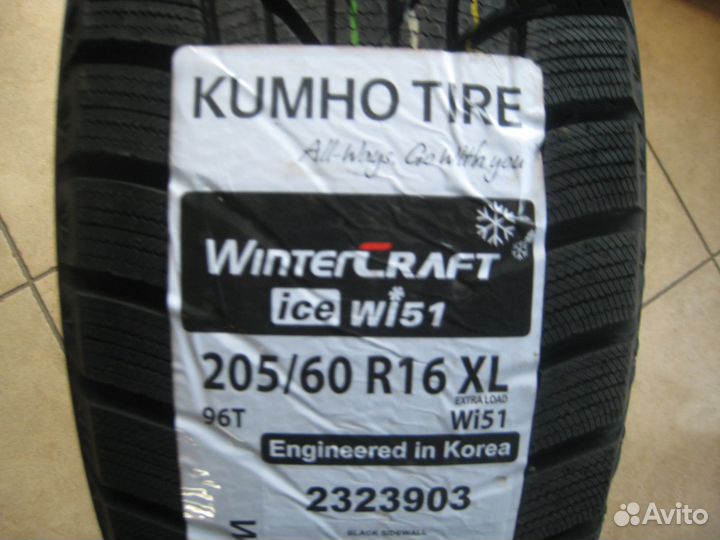 KUMHO TIRE
All-Ways, Go With you
WINTERCRAFT
ice Wi51
205/60 R16 XL
EXTRA LOAD
96T Wi51
Engineered in Korea
2323903
BLACK SIDEWALL
Avito